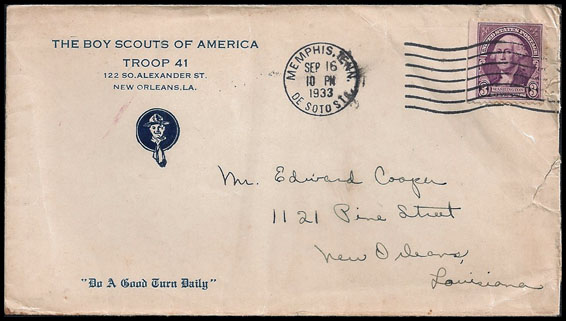 THE BOY SCOUTS OF AMERICA
TROOP 41
122 SO. ALEXANDER ST.
NEW ORLEANS, LA.
MEMPHIS, TENN.
SEP 16
10 PM
1933
DE SOTO STA.
UNITED STATES POSTAGE
3 WASHINGTON 3
Mr. Edward Cooper
1121 Pine Street
New Orleans,
Louisiana
"Do A Good Turn Daily"